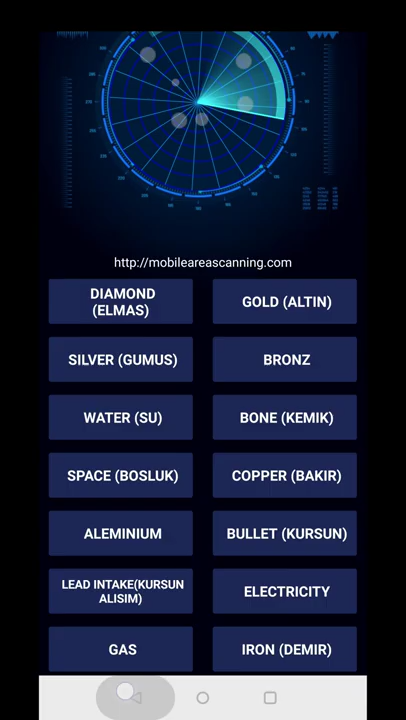 http://mobileareascanning.com
DIAMOND
(ELMAS)
GOLD (ALTIN)
SILVER (GUMUS)
BRONZ
WATER (SU)
BONE (KEMIK)
SPACE (BOSLUK)
COPPER (BAKIR)
ALEMINIUM
BULLET (KURSUN)
LEAD INTAKE(KURSUN
ALISIM)
ELECTRICITY
GAS
IRON (DEMIR)